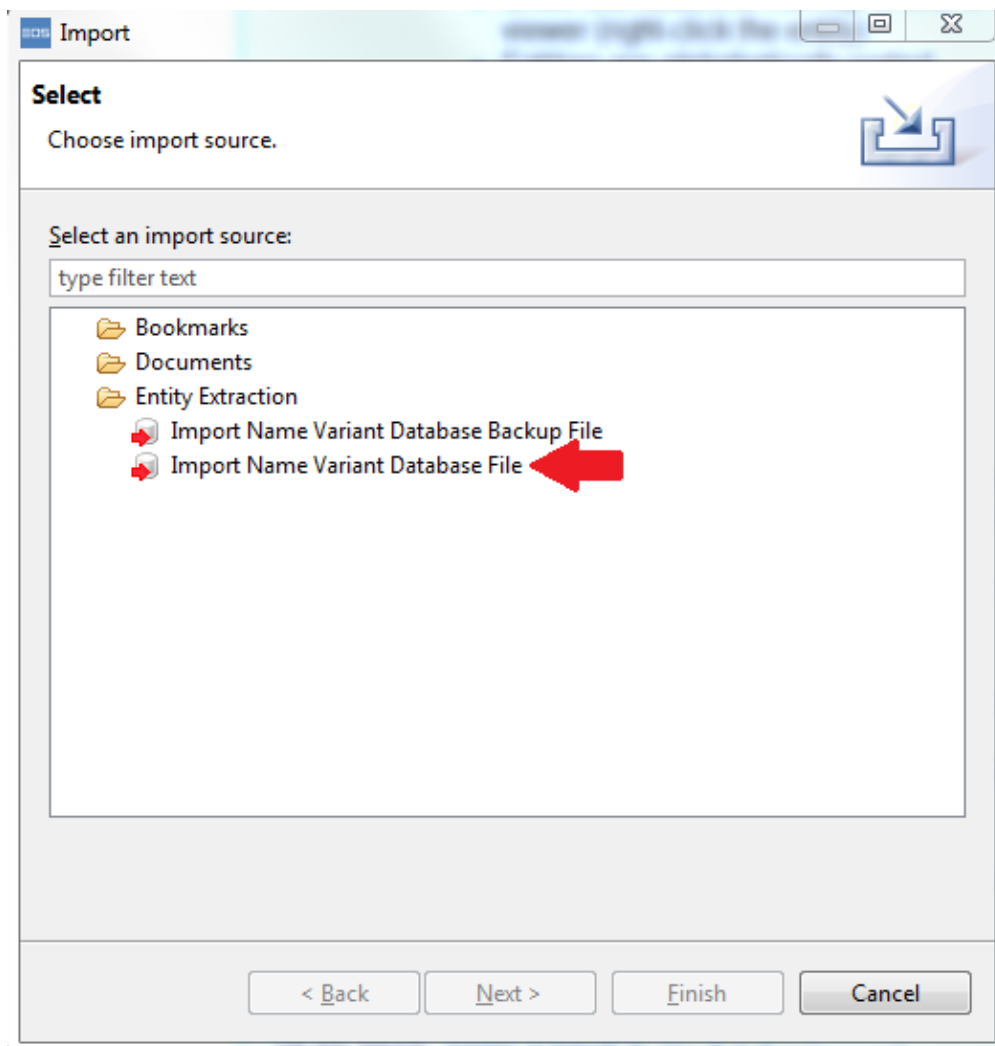 Import
Select
Choose import source.
Select an import source:
type filter text
Bookmarks
Documents
Entity Extraction
Import Name Variant Database Backup File
Import Name Variant Database File
< Back
Next >
Finish
Cancel